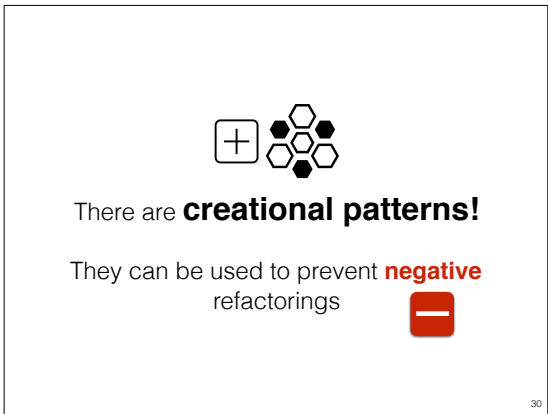 There are creational patterns!
They can be used to prevent negative
refactorings
30